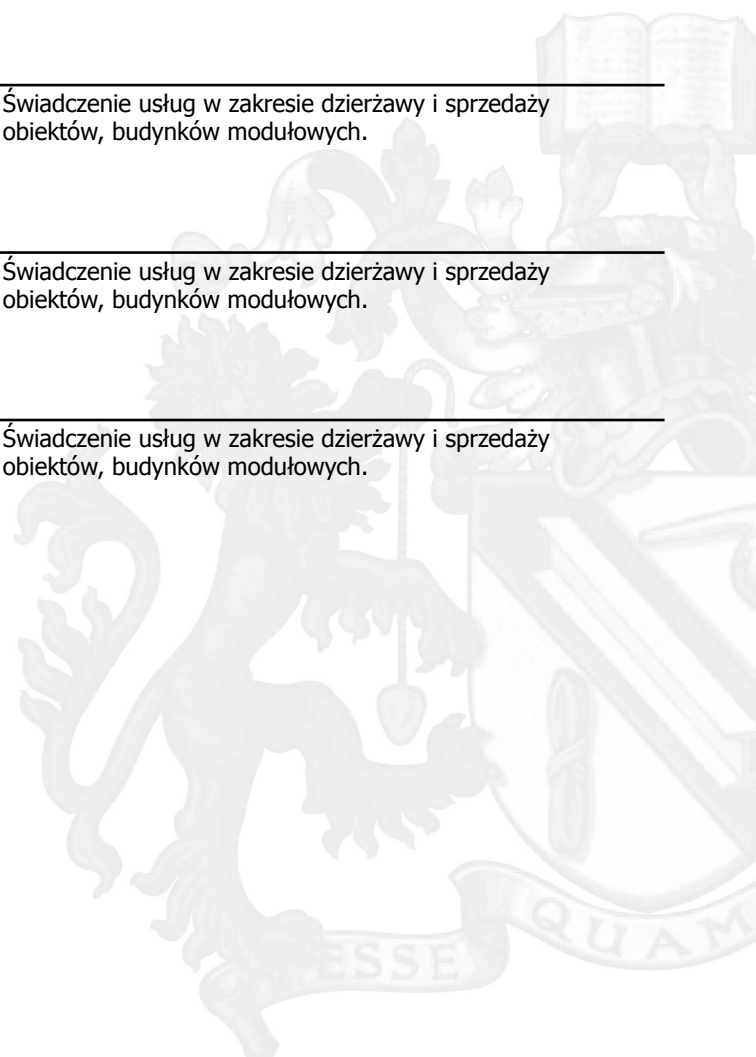 Świadczenie usług w zakresie dzierżawy i sprzedaży
obiektów, budynków modułowych.
Świadczenie usług w zakresie dzierżawy i sprzedaży
obiektów, budynków modułowych.
Świadczenie usług w zakresie dzierżawy i sprzedaży
obiektów, budynków modułowych.
ESSE QUAM